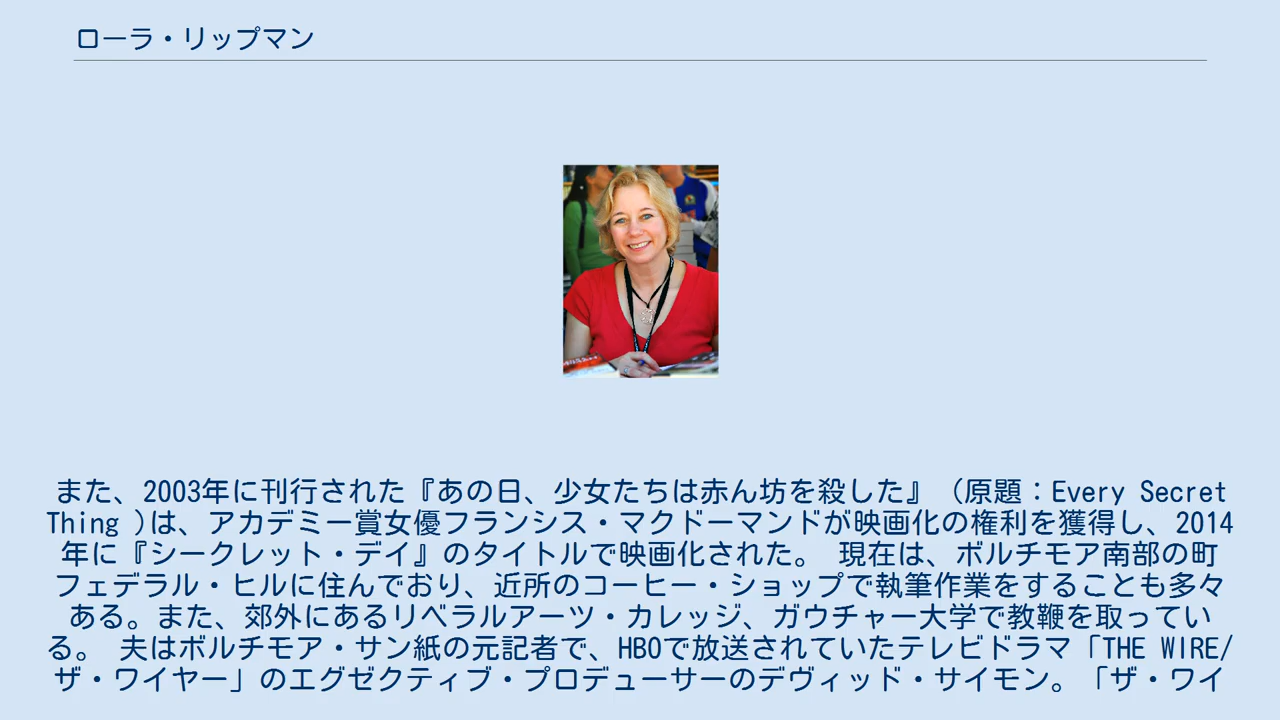 ローラ・リップマン
また、2003年に刊行された『あの日、少女たちは赤ん坊を殺した』 (原題：Every Secret
Thing )は、アカデミー賞女優フランシス・マクドーマンドが映画化の権利を獲得し、2014
年に『シークレット・デイ』のタイトルで映画化された。 現在は、ボルチモア南部の町
フェデラル・ヒルに住んでおり、近所のコーヒー・ショップで執筆作業をすることも多々
ある。また、郊外にあるリベラルアーツ・カレッジ、ガウチャー大学で教鞭を取ってい
る。 夫はボルチモア・サン紙の元記者で、HBOで放送されていたテレビドラマ「THE WIRE/
ザ・ワイヤー」のエグゼクティブ・プロデューサーのデヴィッド・サイモン。「ザ・ワイ